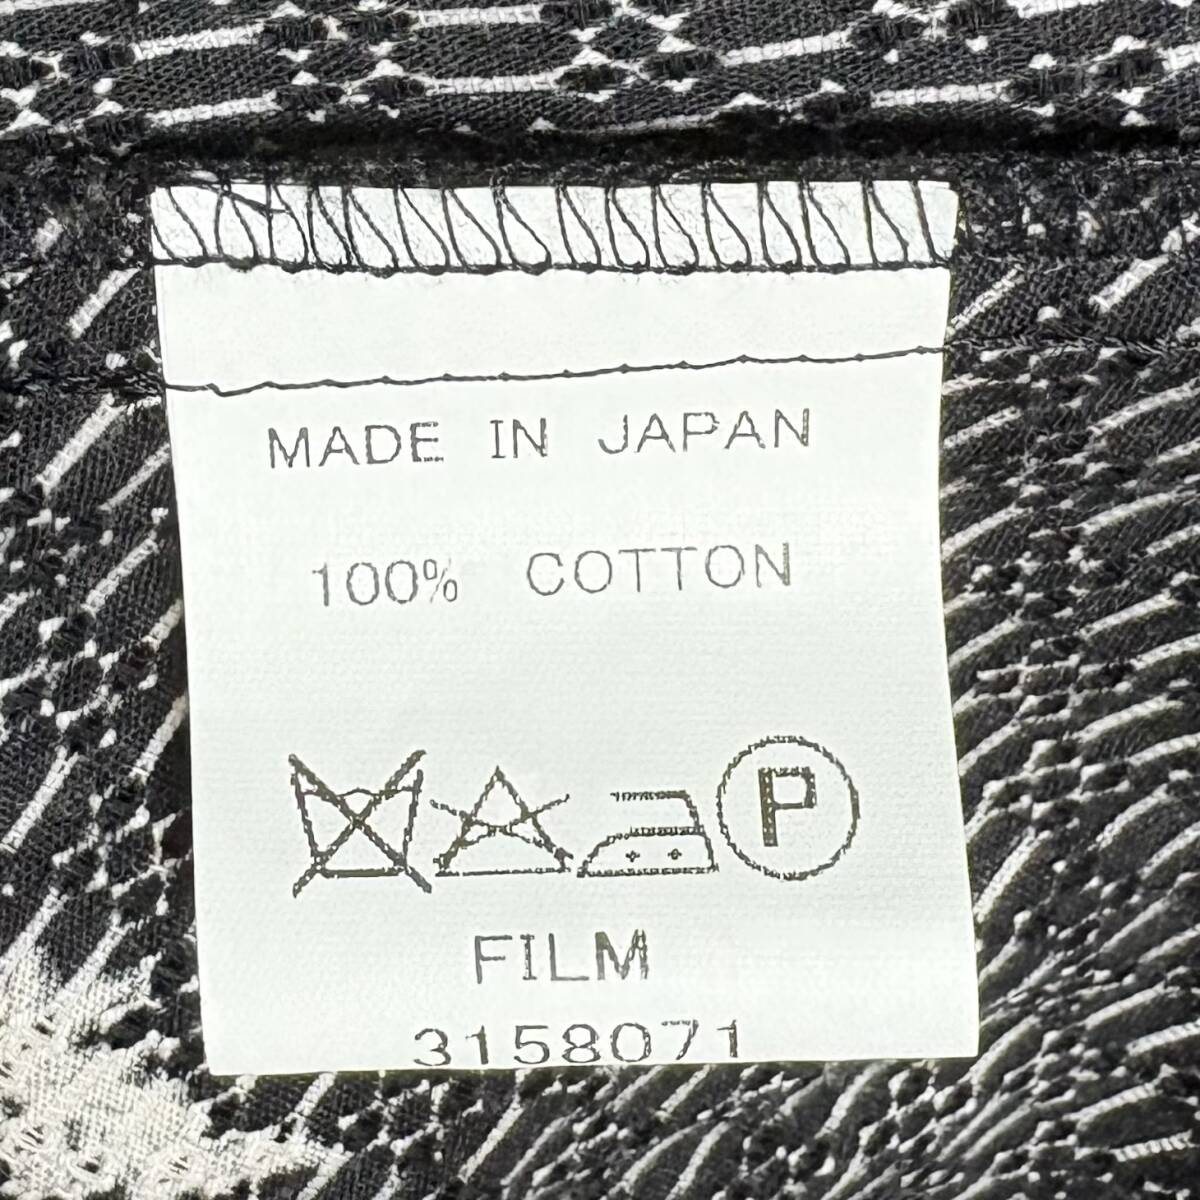 MADE IN JAPAN
100% COTTON
P
FILM
3158071